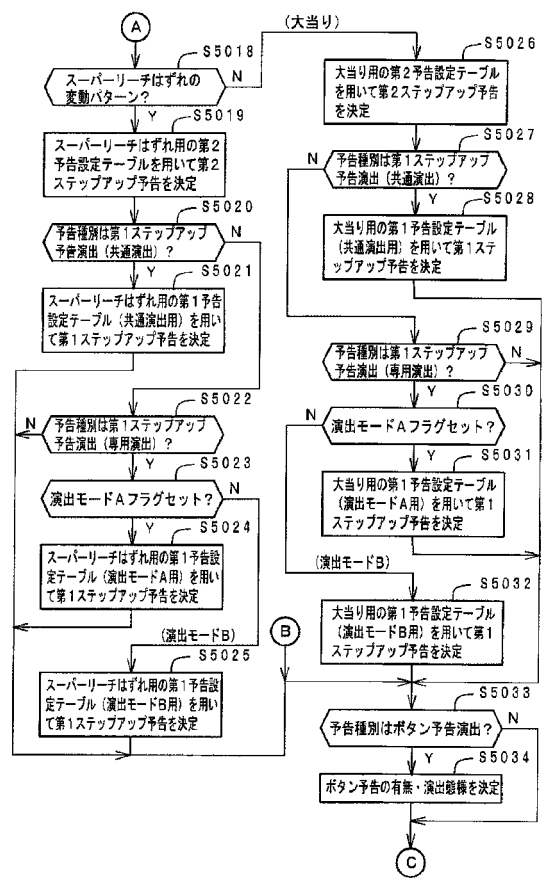 A
S5018
スーパーリーチはずれの
変動パターン？
N
(大当り)
Y
S5019
スーパーリーチはずれ用の第2
予告設定テーブルを用いて第2
ステップアップ予告を決定
S5020
予告種別は第1ステップアップ
予告演出（共通演出）？
N
Y
S5021
スーパーリーチはずれ用の第1予告
設定テーブル（共通演出用）を用い
て第1ステップアップ予告を決定
S5022
N
予告種別は第1ステップアップ
予告演出（専用演出）？
Y
S5023
演出モードAフラグセット？
N
Y
S5024
スーパーリーチはずれ用の第1予告設
定テーブル（演出モードA用）を用い
て第1ステップアップ予告を決定
(演出モードB)
S5025
スーパーリーチはずれ用の第1予告設
定テーブル（演出モードB用）を用い
て第1ステップアップ予告を決定
S5026
大当り用の第2予告設定テーブル
を用いて第2ステップアップ予告
を決定
S5027
N
予告種別は第1ステップアップ
予告演出（共通演出）？
Y
S5028
大当り用の第1予告設定テーブル
（共通演出用）を用いて第1ステ
ップアップ予告を決定
S5029
予告種別は第1ステップアップ
予告演出（専用演出）？
N
Y
S5030
N
演出モードAフラグセット？
Y
S5031
大当り用の第1予告設定テーブル
（演出モードA用）を用いて第1
ステップアップ予告を決定
(演出モードB)
S5032
大当り用の第1予告設定テーブル
（演出モードB用）を用いて第1
ステップアップ予告を決定
B
S5033
予告種別はボタン予告演出？
N
Y
S5034
ボタン予告の有無・演出態様を決定
C